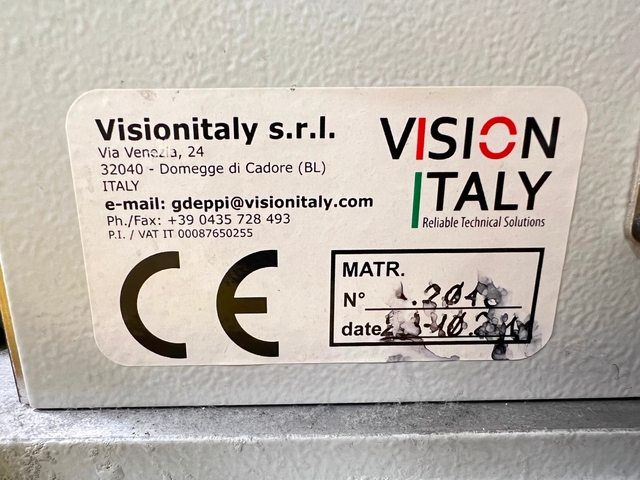 Visionitaly s.r.l.
Via Venezia, 24
32040 - Domegge di Cadore (BL)
ITALY
e-mail: gdeppi@visionitaly.com
Ph./Fax: +39 0435 728 493
P.I. / VAT IT 00087650255
VISION
ITALY
Reliable Technical Solutions
CE
MATR.
N°
date